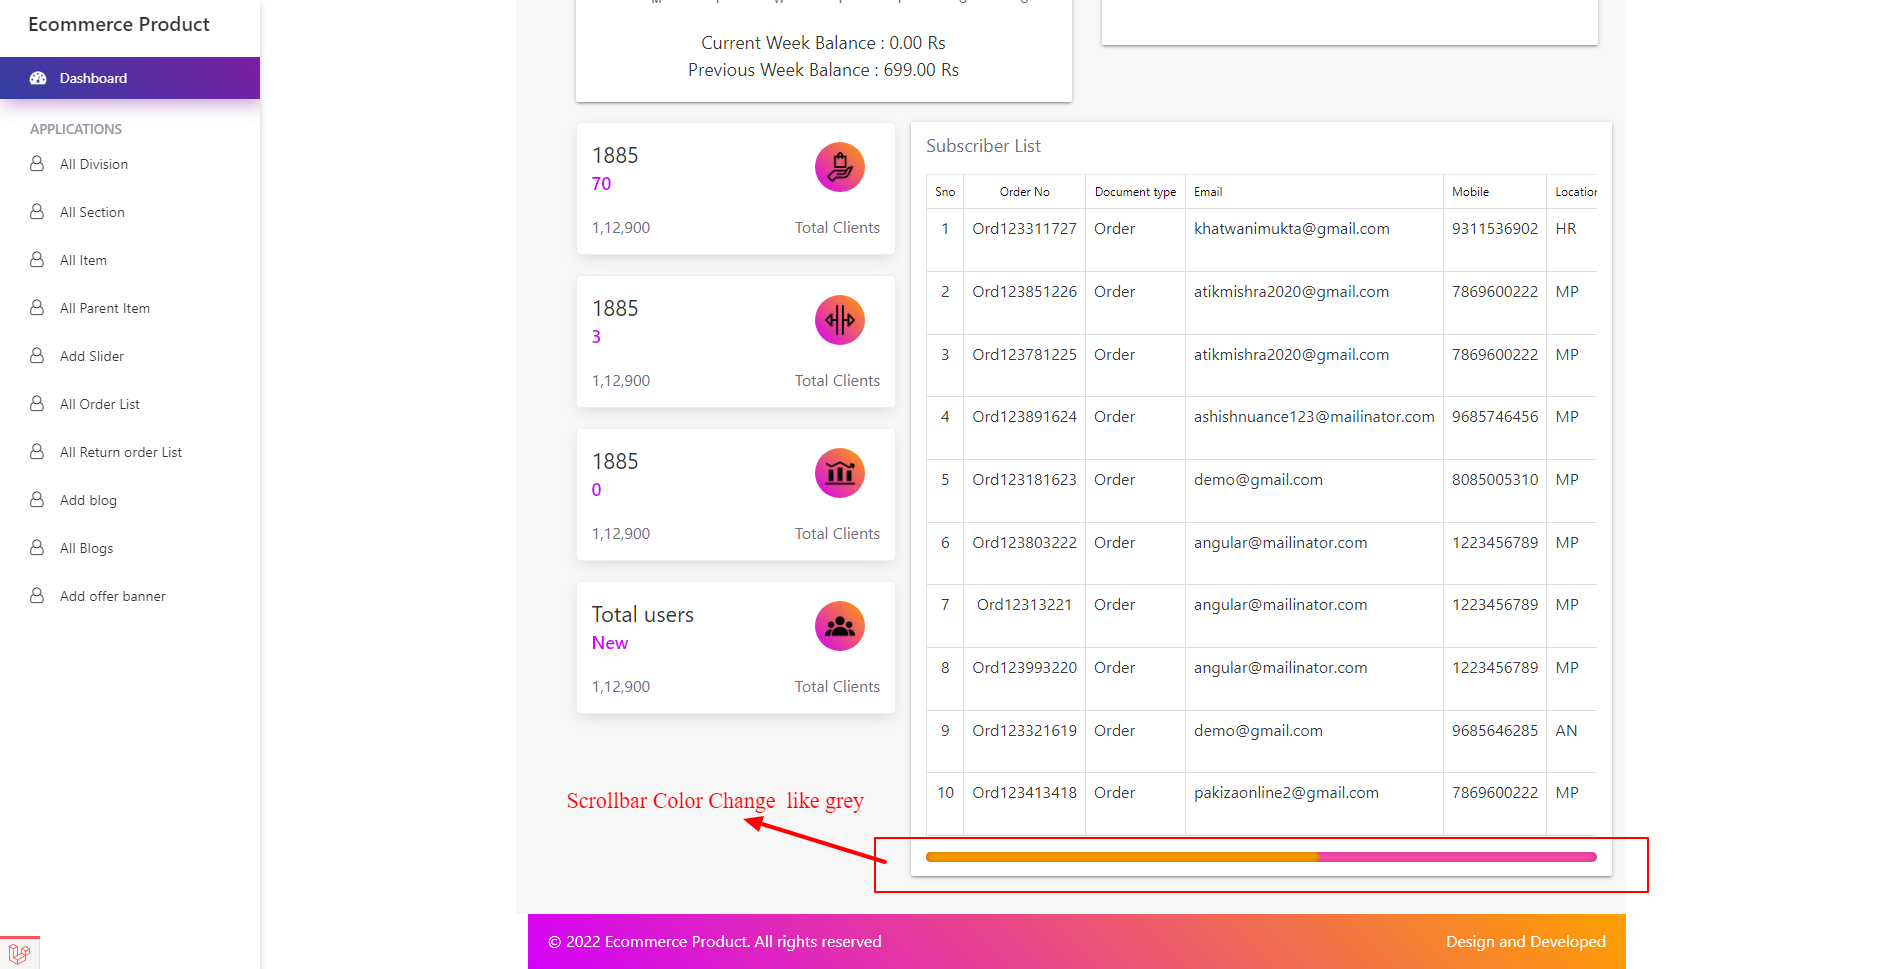 Ecommerce Product
Dashboard
APPLICATIONS
All Division
All Section
All Item
All Parent Item
Add Slider
All Order List
All Return order List
Add blog
All Blogs
Add offer banner
Current Week Balance : 0.00 Rs
Previous Week Balance : 699.00 Rs
1885
70
1,12,900 Total Clients
1885
3
1,12,900 Total Clients
1885
0
1,12,900 Total Clients
Total users
New
1,12,900 Total Clients
Subscriber List
Sno Order No Document type Email Mobile Location
1 Ord123311727 Order khatwanimukta@gmail.com 9311536902 HR
2 Ord123851226 Order atikmishra2020@gmail.com 7869600222 MP
3 Ord123781225 Order atikmishra2020@gmail.com 7869600222 MP
4 Ord123891624 Order ashishnuance123@mailinator.com 9685746456 MP
5 Ord123181623 Order demo@gmail.com 8085005310 MP
6 Ord123803222 Order angular@mailinator.com 1223456789 MP
7 Ord12313221 Order angular@mailinator.com 1223456789 MP
8 Ord123993220 Order angular@mailinator.com 1223456789 MP
9 Ord123321619 Order demo@gmail.com 9685646285 AN
10 Ord123413418 Order pakizaonline2@gmail.com 7869600222 MP
Scrollbar Color Change like grey
© 2022 Ecommerce Product. All rights reserved
Design and Developed